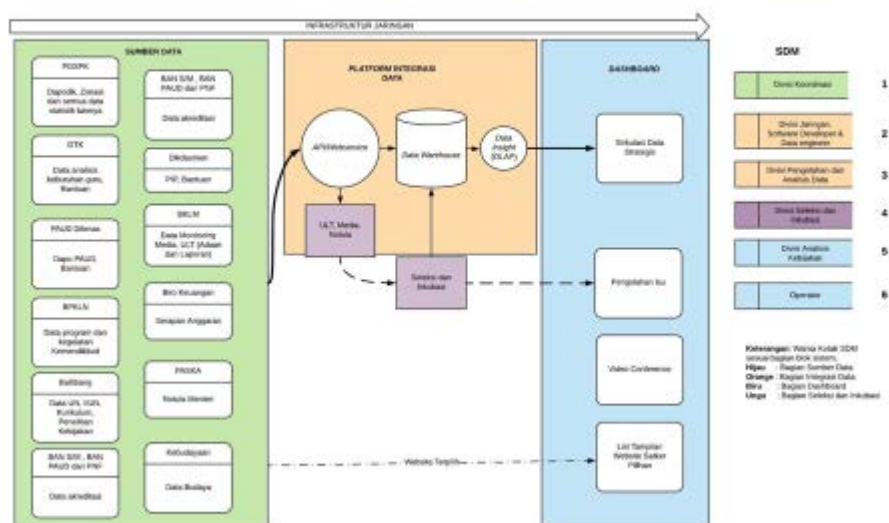 INFRASTRUKTUR JARINGAN
SUMBER DATA
Dapodik, Zonasi
dan semua data
statistik lainnya
GTK
Data analisis
kebutuhan guru,
Bantuan
PAUD Dikmas
Dapo PAUD,
Bantuan
BPKLN
Data program dan
kegiatan
Kemendikbud
Balitbang
Data UN, USBN,
Kurikulum,
Penelitian
Kebijakan
BAN S/M , BAN
PAUD dan PNF
Data akreditasi
BAN S/M , BAN
PAUD dan PNF
Data akreditasi
Dikdasmen
PIP, Bantuan
BKLM
Data Monitoring
Media, ULT (Aduan
dan Laporan)
Biro Keuangan
Serapan Anggaran
PASKA
Notula Menteri
Kebudayaan
Data Budaya
PLATFORM INTEGRASI
DATA
API/Webservice
Data Warehouse
Data
Insight
(OLAP)
ULT, Media,
Notula
Seleksi dan
Inkubasi
Website Terpilih
DASHBOARD
Simulasi Data
Strategis
Pengolahan Isu
Video Conference
List Tampilan
Website Satker
Pilihan
SDM
Divisi Koordinasi
1
Divisi Jaringan,
Software Developer &
Data engineer
2
Divisi Pengolahan dan
Analisis Data
3
Divisi Seleksi dan
Inkubasi
4
Divisi Analisis
Kebijakan
5
Operator
6
Keterangan: Warna Kotak SDM
sesuai bagian blok sistem,
Hijau : Bagian Sumber Data
Orange : Bagian Integrasi Data
Biru : Bagian Dashboard
Ungu : Bagian Seleksi dan Inkubasi